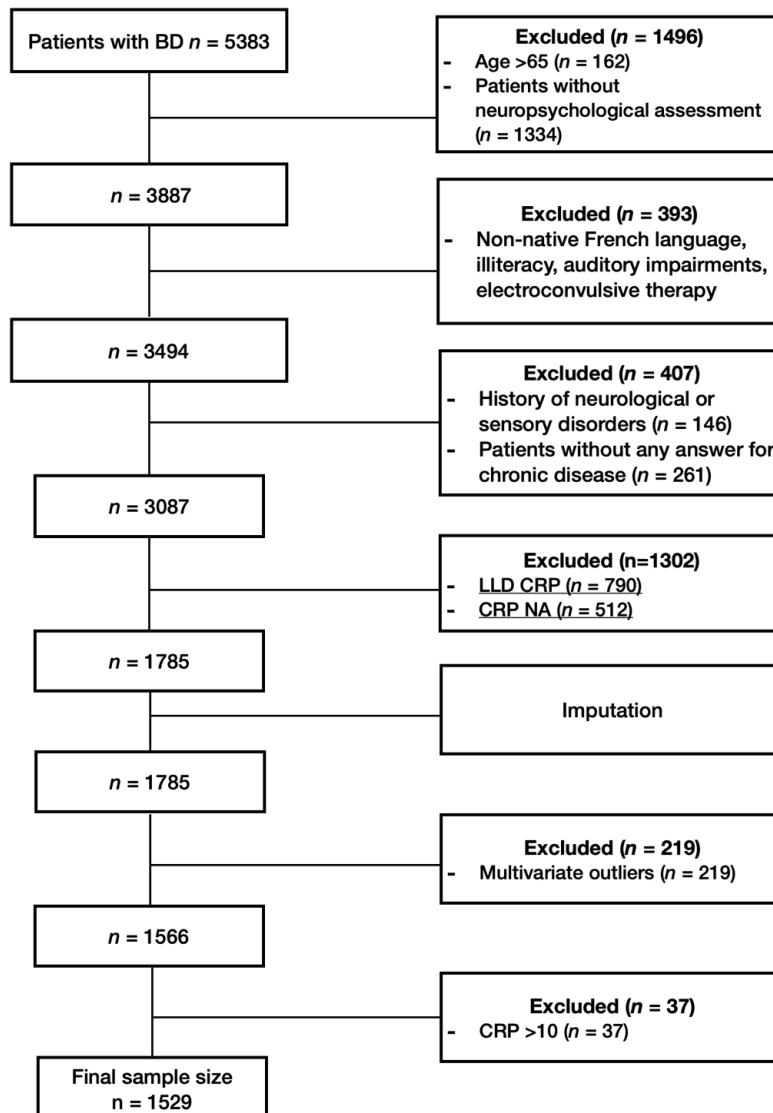 Patients with BD n = 5383
Excluded (n = 1496)
- Age >65 (n = 162)
- Patients without
neuropsychological assessment
(n = 1334)
n = 3887
Excluded (n = 393)
- Non-native French language,
illiteracy, auditory impairments,
electroconvulsive therapy
n = 3494
Excluded (n = 407)
- History of neurological or
sensory disorders (n = 146)
- Patients without any answer for
chronic disease (n = 261)
n = 3087
Excluded (n=1302)
- LLD CRP (n = 790)
- CRP NA (n = 512)
n = 1785
Imputation
n = 1785
Excluded (n = 219)
- Multivariate outliers (n = 219)
n = 1566
Excluded (n = 37)
- CRP >10 (n = 37)
Final sample size
n = 1529